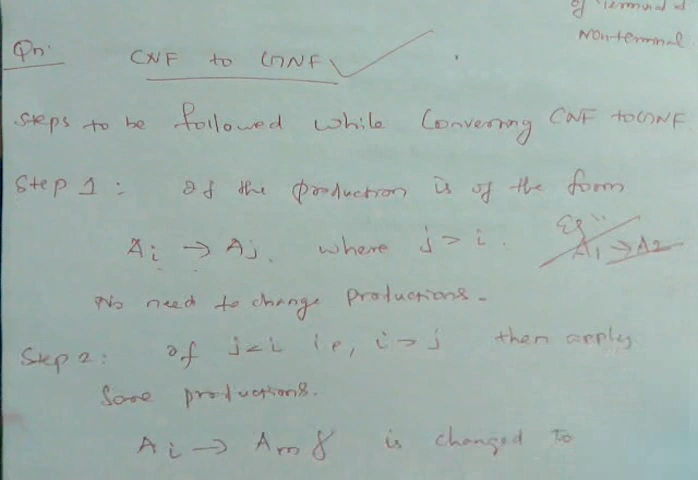 of Terminal &
Non-terminal
Qn: CNF to GNF
Steps to be followed while Converting CNF to GNF
Step 1: If the production is of the form
Ai → Aj. where j > i. Eg:- A1 → A2
No need to change productions.
Step 2: If j < i i.e, i > j then apply
Some productions.
Ai → Am γ is changed to